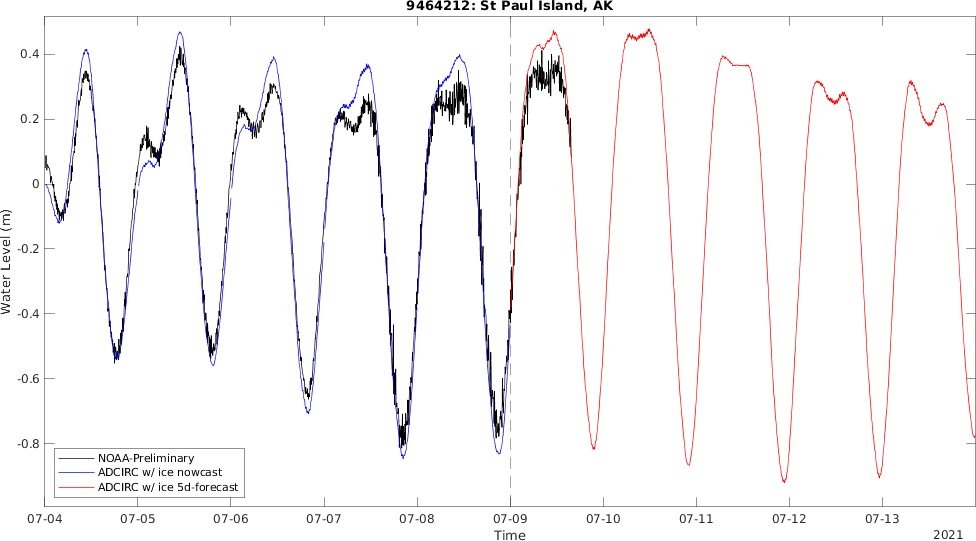 9464212: St Paul Island, AK
Water Level (m)
0.4
0.2
0
-0.2
-0.4
-0.6
-0.8
NOAA-Preliminary
ADCIRC w/ ice nowcast
ADCIRC w/ ice 5d-forecast
07-04 07-05 07-06 07-07 07-08 07-09 07-10 07-11 07-12 07-13
Time
2021